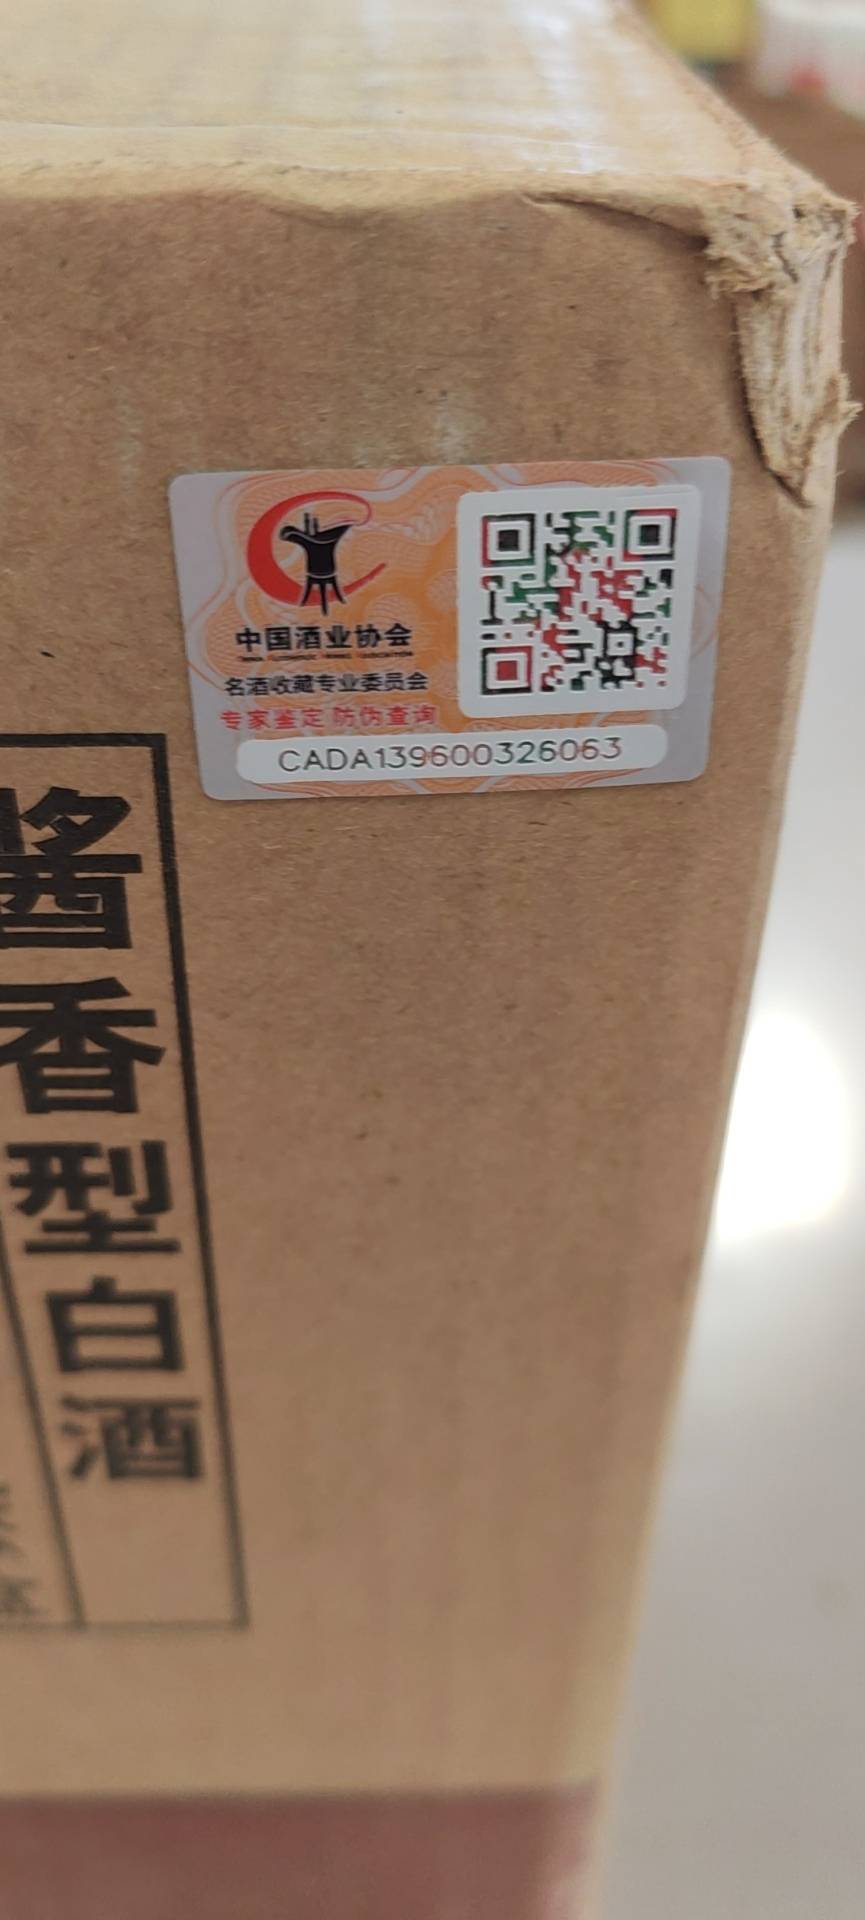 中国酒业协会
名酒收藏专业委员会
专家鉴定 防伪查询
CADA139600326063
酱香型白酒